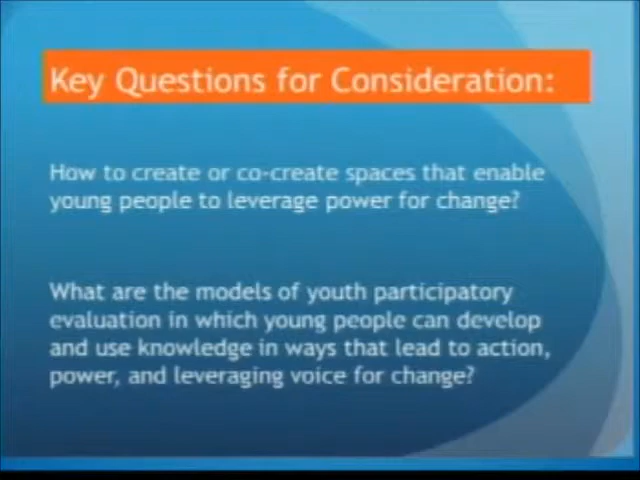 Key Questions for Consideration:
How to create or co-create spaces that enable
young people to leverage power for change?
What are the models of youth participatory
evaluation in which young people can develop
and use knowledge in ways that lead to action,
power, and leveraging voice for change?